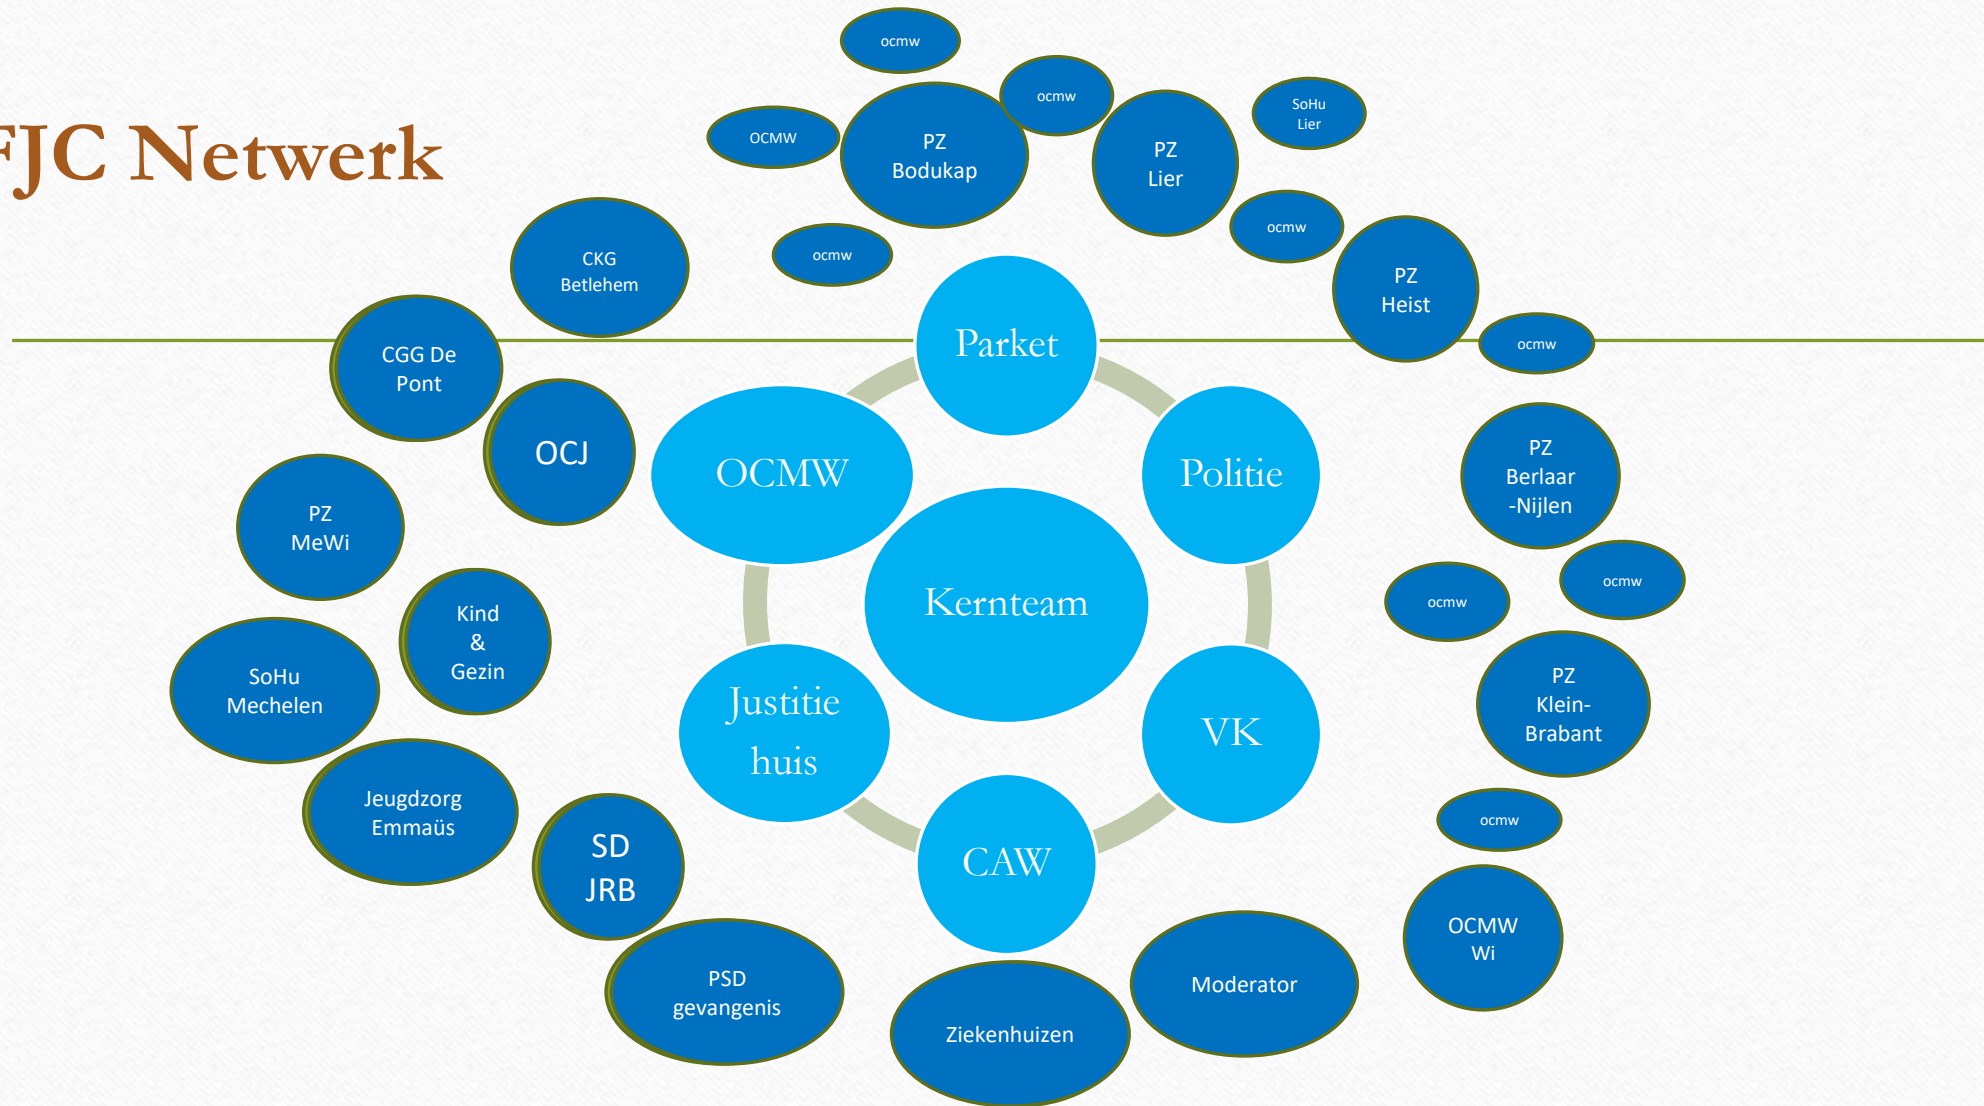 FJC Netwerk
ocmw
ocmw
OCMW
PZ
Bodukap
PZ
Lier
SoHu
Lier
ocmw
ocmw
CKG
Betlehem
PZ
Heist
ocmw
CGG De
Pont
Parket
OCJ
OCMW
Politie
PZ
Berlaar
-Nijlen
PZ
MeWi
ocmw
ocmw
Kernteam
Kind
&
Gezin
SoHu
Mechelen
Justitie
huis
VK
PZ
Klein-
Brabant
Jeugdzorg
Emmaüs
ocmw
SD
JRB
CAW
OCMW
Wi
PSD
gevangenis
Moderator
Ziekenhuizen